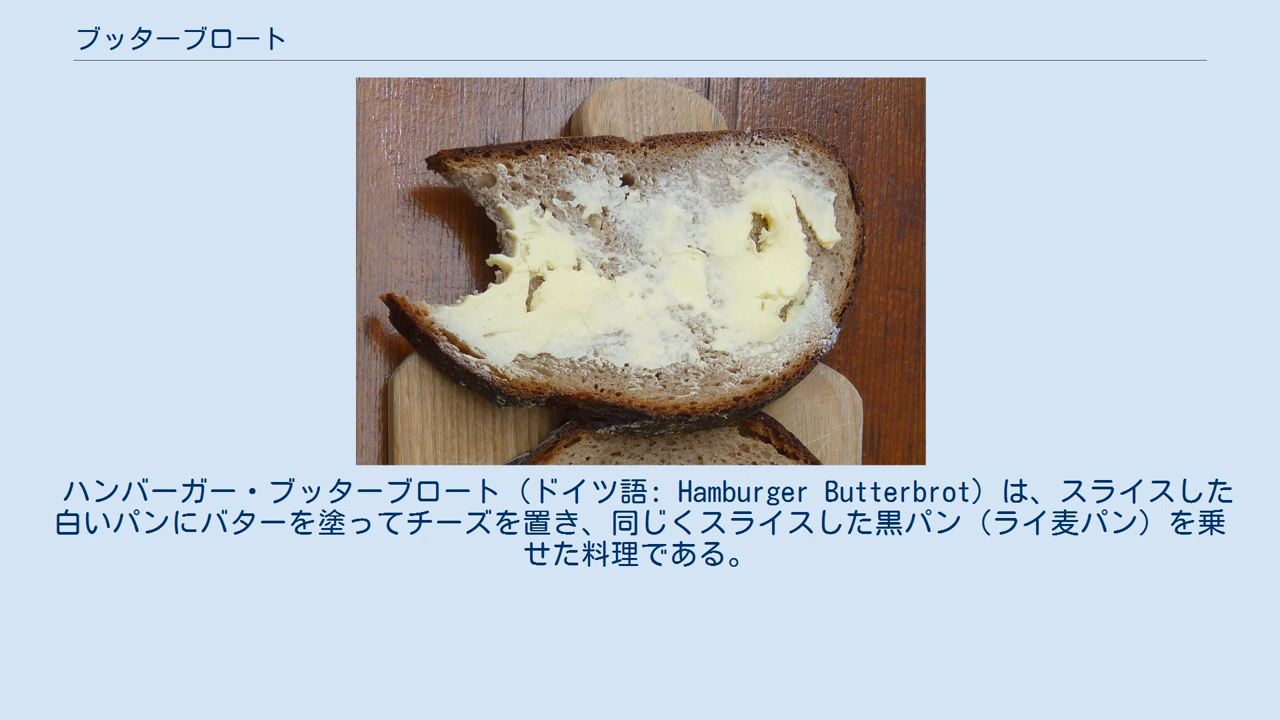 ブッターブロート
ハンバーガー・ブッターブロート（ドイツ語: Hamburger Butterbrot）は、スライスした
白いパンにバターを塗ってチーズを置き、同じくスライスした黒パン（ライ麦パン）を乗
せた料理である。